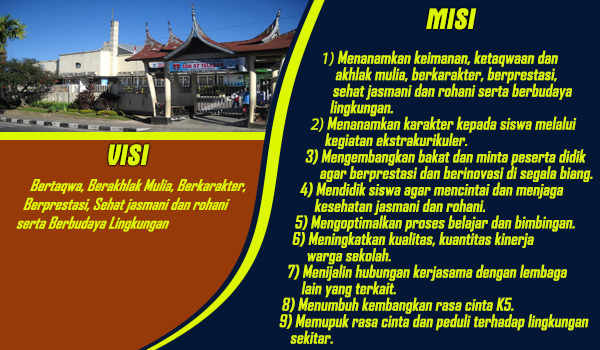 VISI
Bertaqwa, Berakhlak Mulia, Berkarakter,
Berprestasi, Sehat jasmani dan rohani
serta Berbudaya Lingkungan
MISI
1) Menanamkan keimanan, ketaqwaan dan
akhlak mulia, berkarakter, berprestasi,
sehat jasmani dan rohani serta berbudaya
lingkungan.
2) Menanamkan karakter kepada siswa melalui
kegiatan ekstrakurikuler.
3) Mengembangkan bakat dan minta peserta didik
agar berprestasi dan berinovasi di segala biang.
4) Mendidik siswa agar mencintai dan menjaga
kesehatan jasmani dan rohani.
5) Mengoptimalkan proses belajar dan bimbingan.
6) Meningkatkan kualitas, kuantitas kinerja
warga sekolah.
7) Menijalin hubungan kerjasama dengan lembaga
lain yang terkait.
8) Menumbuh kembangkan rasa cinta K5.
9) Memupuk rasa cinta dan peduli terhadap lingkungan
sekitar.